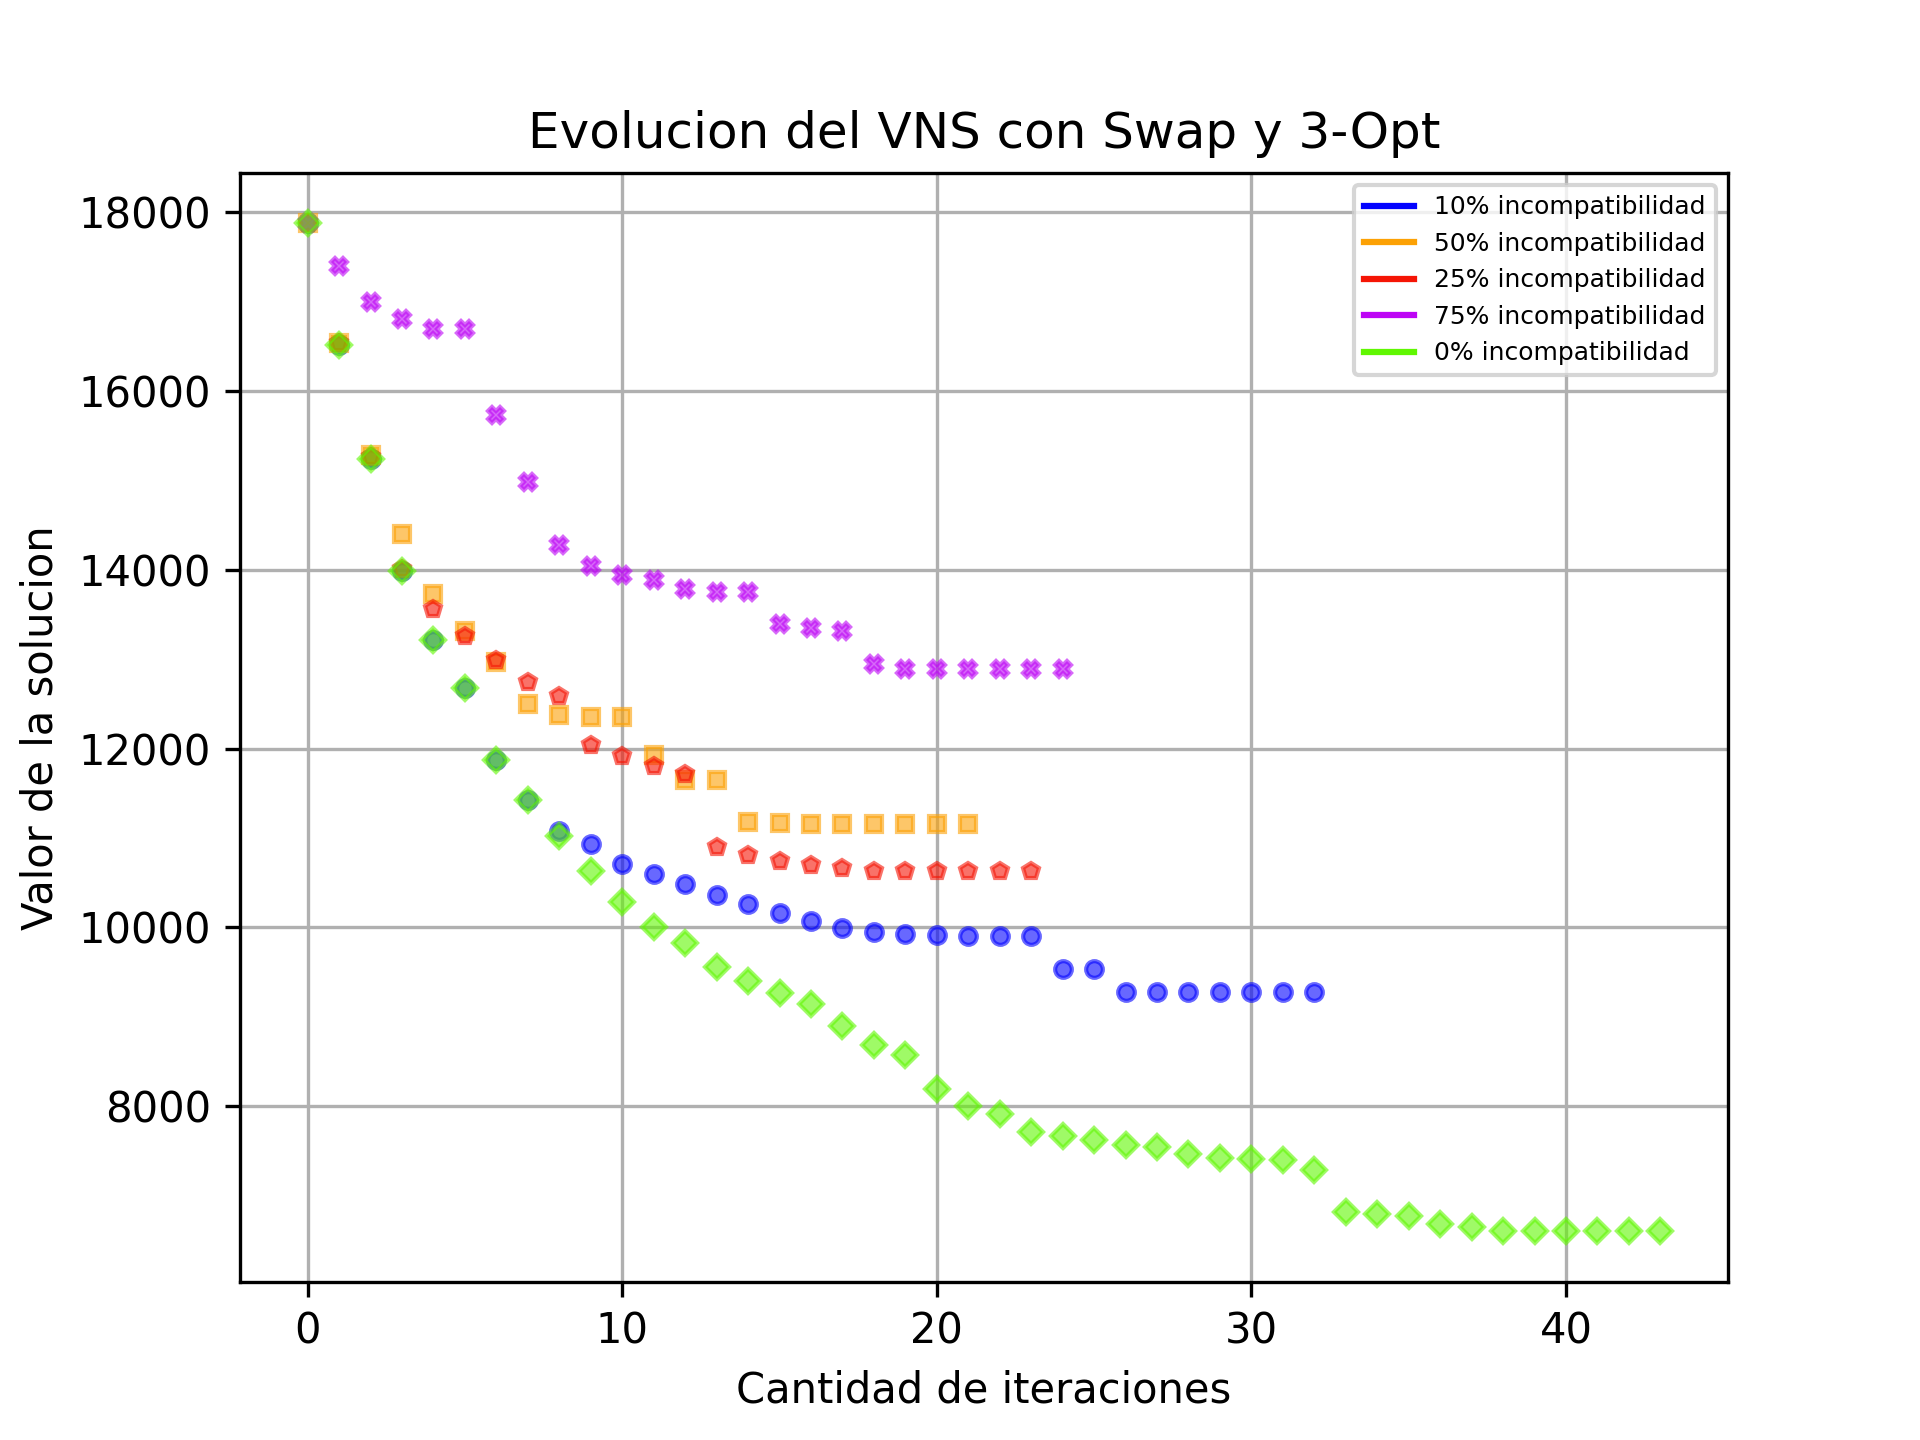 Evolucion del VNS con Swap y 3-Opt
18000
16000
14000
12000
10000
8000
Valor de la solucion
10% incompatibilidad
50% incompatibilidad
25% incompatibilidad
75% incompatibilidad
0% incompatibilidad
0 10 20 30 40
Cantidad de iteraciones